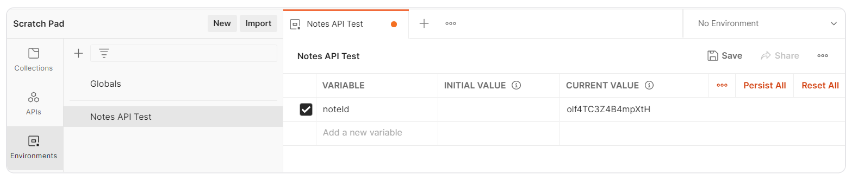 Scratch Pad New Import Notes API Test No Environment
Notes API Test Save Share
Collections
Globals
VARIABLE INITIAL VALUE CURRENT VALUE Persist All Reset All
APIs
Notes API Test
noteId oif4TC3Z4B4mpXtH
Add a new variable
Environments